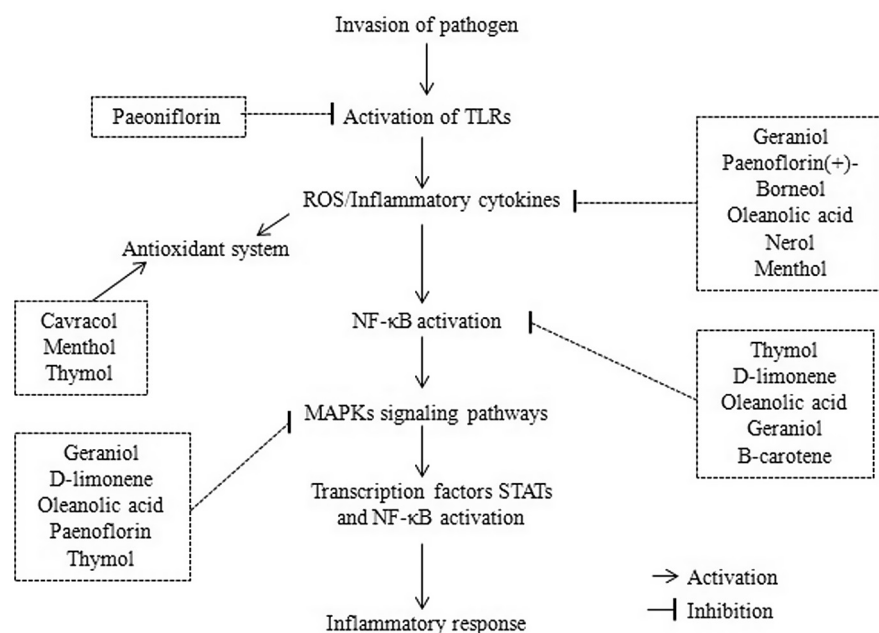 Invasion of pathogen
Paeoniflorin
Activation of TLRs
Geraniol
Paenoflorin(+)-
Borneol
Oleanolic acid
Nerol
Menthol
ROS/Inflammatory cytokines
Antioxidant system
Cavracol
Menthol
Thymol
NF-κB activation
Thymol
D-limonene
Oleanolic acid
Geraniol
B-carotene
MAPKs signaling pathways
Geraniol
D-limonene
Oleanolic acid
Paenoflorin
Thymol
Transcription factors STATs
and NF-κB activation
Inflammatory response
Activation
Inhibition